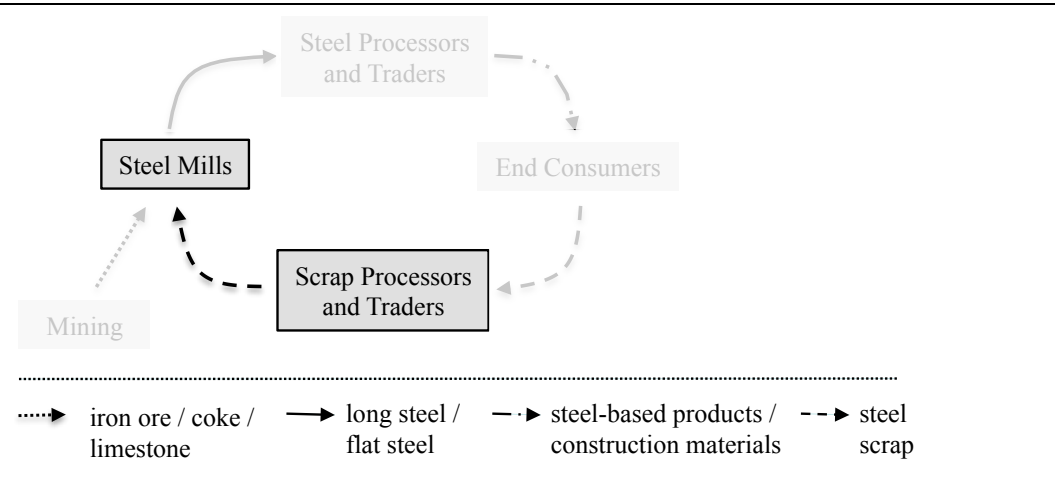 Steel Processors
and Traders
Steel Mills
End Consumers
Scrap Processors
and Traders
Mining
iron ore / coke /
limestone
long steel /
flat steel
steel-based products /
construction materials
steel
scrap